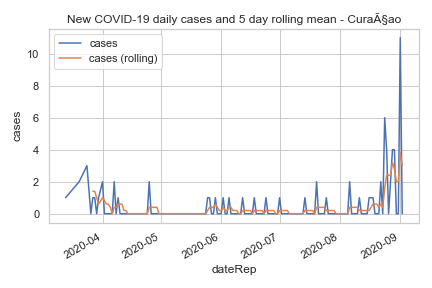 New COVID-19 daily cases and 5 day rolling mean - CuraÃ§ao
cases
cases (rolling)
10
8
6
4
2
0
cases
2020-04
2020-05
2020-06
2020-07
2020-08
2020-09
dateRep